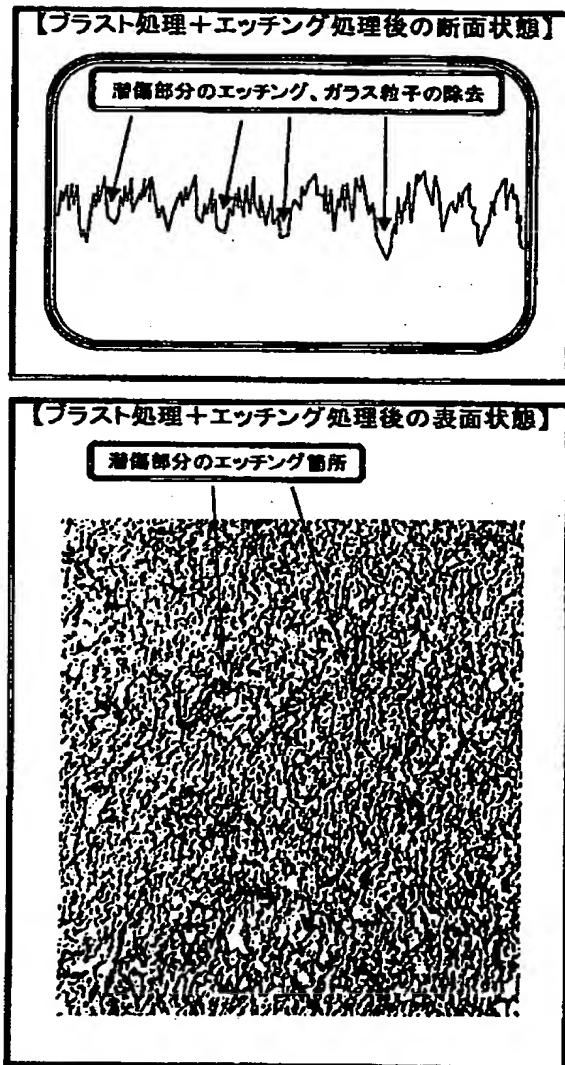 【ブラスト処理＋エッチング処理後の断面状態】
潜傷部分のエッチング、ガラス粒子の除去
【ブラスト処理＋エッチング処理後の表面状態】
潜傷部分のエッチング箇所